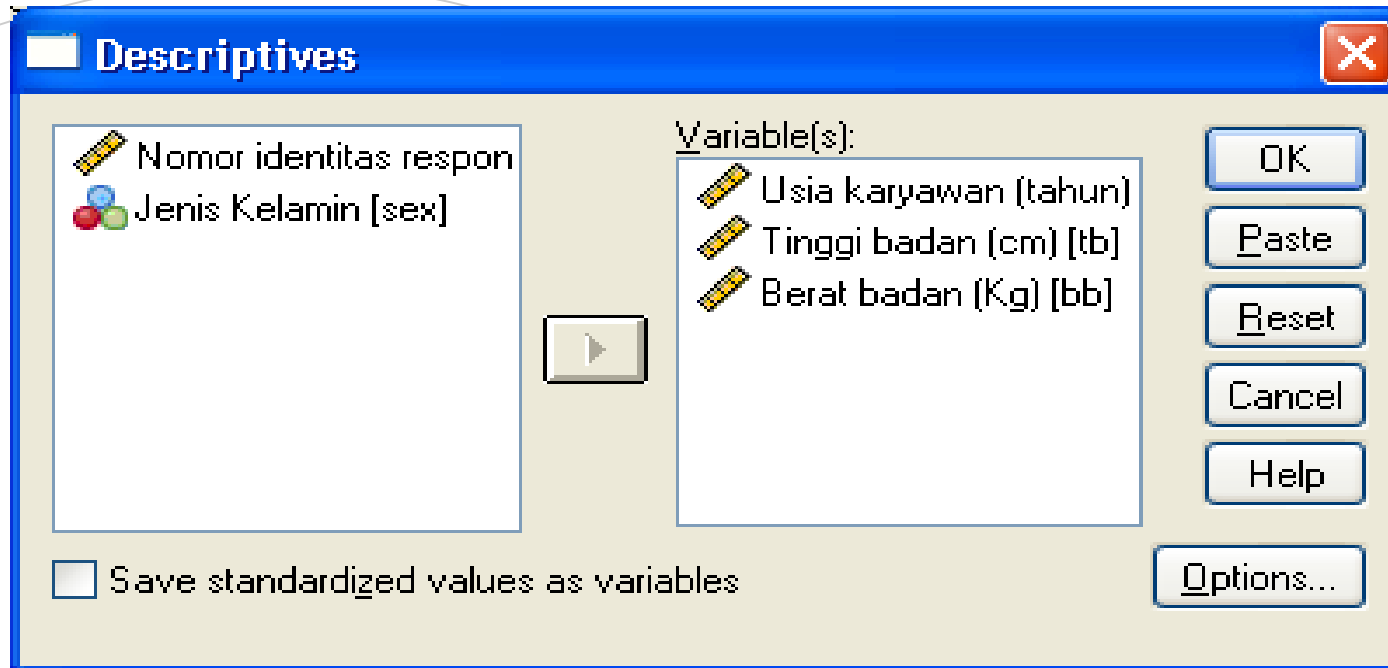 Descriptives
Nomor identitas respon
Jenis Kelamin [sex]
Variable(s):
Usia karyawan (tahun)
Tinggi badan (cm) [tb]
Berat badan (Kg) [bb]
OK
Paste
Reset
Cancel
Help
Save standardized values as variables
Options...